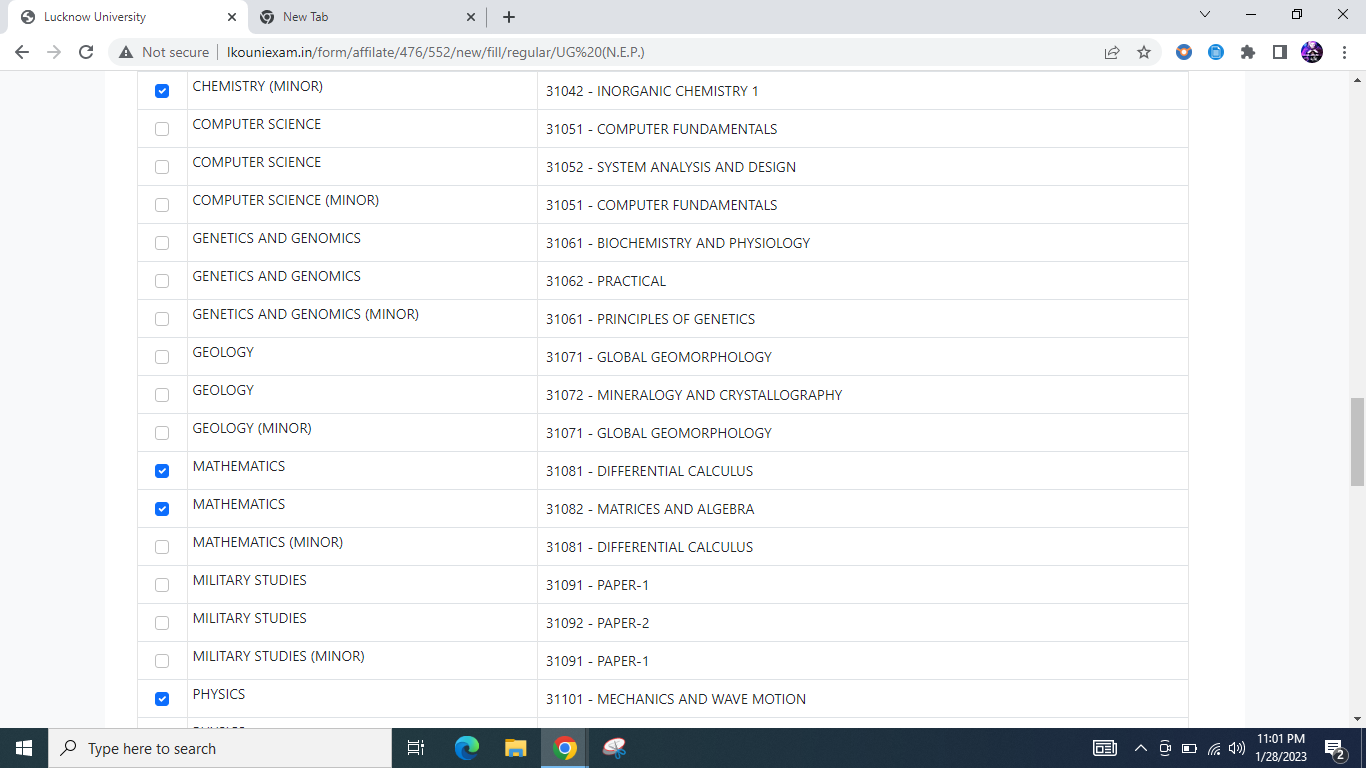 Lucknow University
New Tab
Not secure
lkouniexam.in/form/affilate/476/552/new/fill/regular/UG%20(N.E.P.)
CHEMISTRY (MINOR) 31042 - INORGANIC CHEMISTRY 1
COMPUTER SCIENCE 31051 - COMPUTER FUNDAMENTALS
COMPUTER SCIENCE 31052 - SYSTEM ANALYSIS AND DESIGN
COMPUTER SCIENCE (MINOR) 31051 - COMPUTER FUNDAMENTALS
GENETICS AND GENOMICS 31061 - BIOCHEMISTRY AND PHYSIOLOGY
GENETICS AND GENOMICS 31062 - PRACTICAL
GENETICS AND GENOMICS (MINOR) 31061 - PRINCIPLES OF GENETICS
GEOLOGY 31071 - GLOBAL GEOMORPHOLOGY
GEOLOGY 31072 - MINERALOGY AND CRYSTALLOGRAPHY
GEOLOGY (MINOR) 31071 - GLOBAL GEOMORPHOLOGY
MATHEMATICS 31081 - DIFFERENTIAL CALCULUS
MATHEMATICS 31082 - MATRICES AND ALGEBRA
MATHEMATICS (MINOR) 31081 - DIFFERENTIAL CALCULUS
MILITARY STUDIES 31091 - PAPER-1
MILITARY STUDIES 31092 - PAPER-2
MILITARY STUDIES (MINOR) 31091 - PAPER-1
PHYSICS 31101 - MECHANICS AND WAVE MOTION
Type here to search
11:01 PM
1/28/2023
2